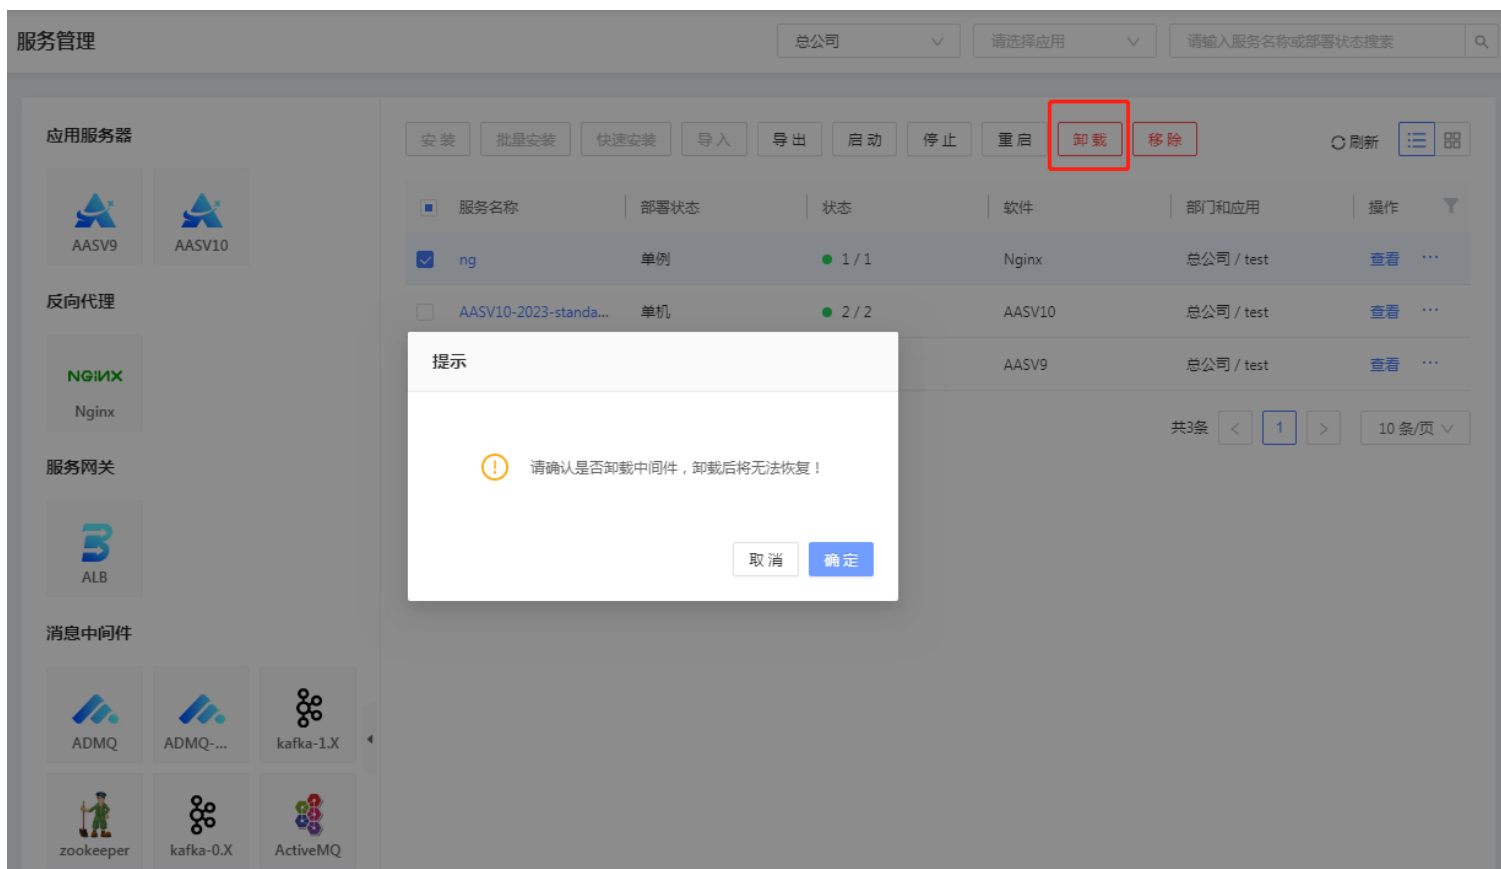 服务管理
总公司
请选择应用
请输入服务名称或部署状态搜素
应用服务器
AASV9
AASV10
反向代理
NGINX
Nginx
服务网关
ALB
消息中间件
ADMQ
ADMQ-...
kafka-1.X
zookeeper
kafka-0.X
ActiveMQ
安装 批量安装 快速安装 导入 导出 启动 停止 重启 卸载 移除 刷新
服务名称 部署状态 状态 软件 部门和应用 操作
ng 单例 1 / 1 Nginx 总公司 / test 查看 ···
AASV10-2023-standa... 单机 2 / 2 AASV10 总公司 / test 查看 ···
AASV9 总公司 / test 查看 ···
共3条 < 1 > 10 条/页
提示
请确认是否卸载中间件，卸载后将无法恢复！
取消 确定